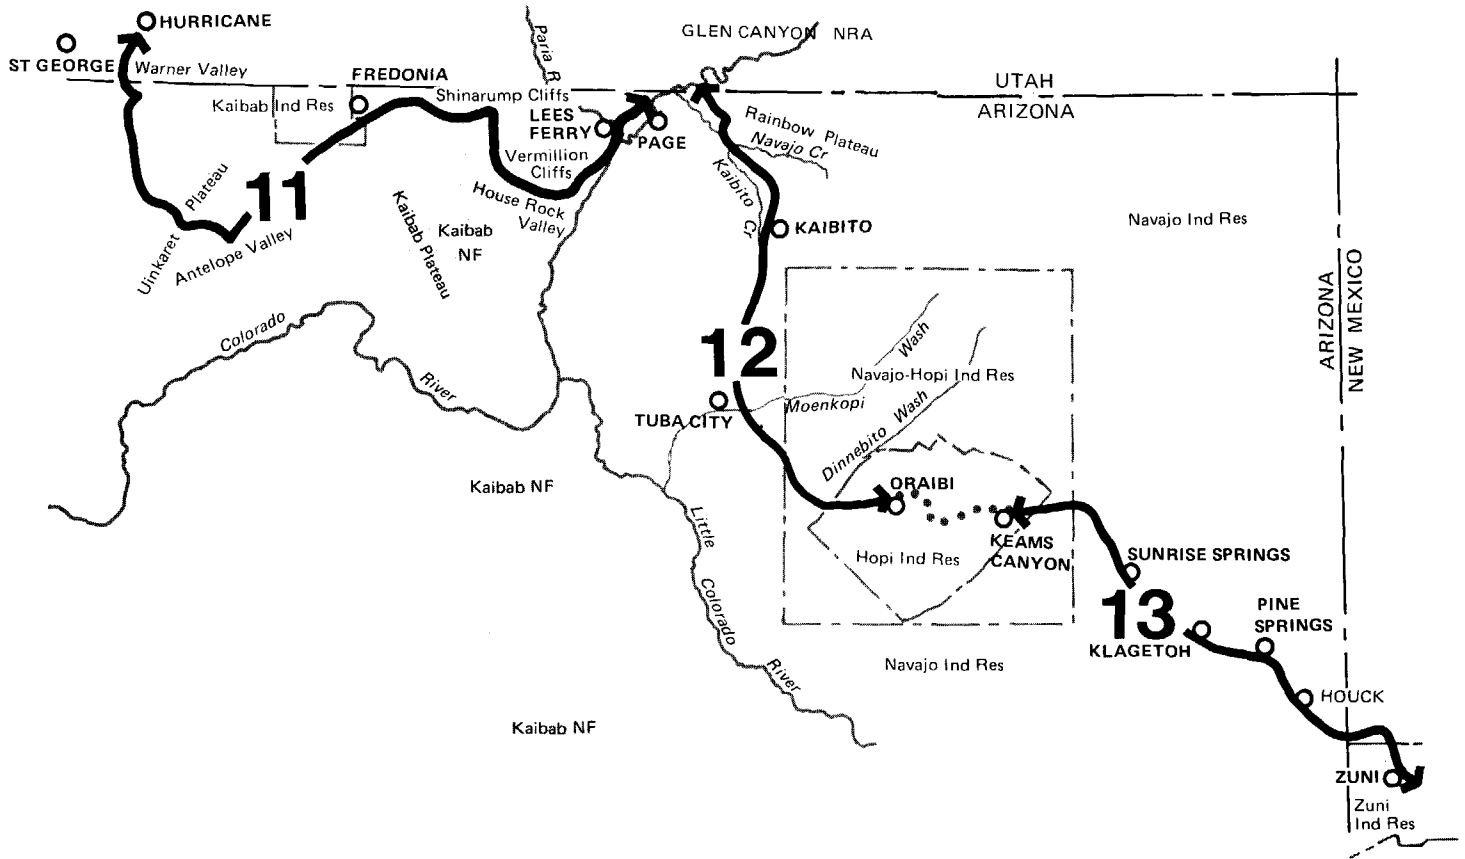 HURRICANE
GLEN CANYON NRA
Paria R
ST GEORGE
Warner Valley
FREDONIA
UTAH
ARIZONA
Kaibab Ind Res
Shinarump Cliffs
LEES
FERRY
PAGE
Rainbow Plateau
Navajo Cr
Vermillion
Cliffs
Kaibito Cr
11
Uinkaret Plateau
Antelope Valley
Kaibab Plateau
House Rock
Valley
Kaibab
NF
KAIBITO
Navajo Ind Res
ARIZONA
NEW MEXICO
Colorado River
12
Navajo-Hopi Ind Res
Moenkopi Wash
Dinnebito Wash
TUBA CITY
ORAIBI
Kaibab NF
Little Colorado River
KEAMS
CANYON
Hopi Ind Res
SUNRISE SPRINGS
13
PINE
SPRINGS
KLAGETOH
Navajo Ind Res
HOUCK
Kaibab NF
ZUNI
Zuni
Ind Res